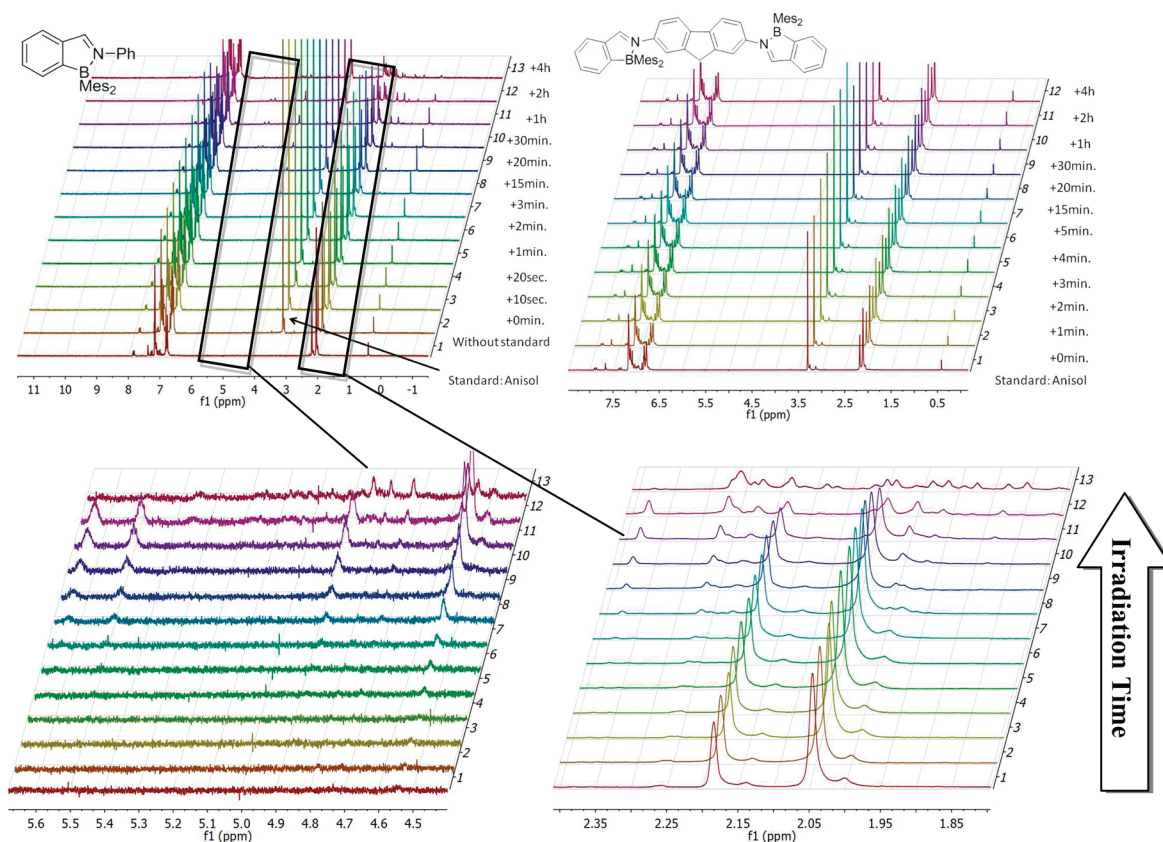 N-Ph
B
Mes2
13 +4h
12 +2h
11 +1h
10 +30min.
9 +20min.
8 +15min.
7 +3min.
6 +2min.
5 +1min.
4 +20sec.
3 +10sec.
2 +0min.
1 Without standard
Standard:Anisol
11 10 9 8 7 6 5 4 3 2 1 -1
f1 (ppm)
Mes2
B
N N
BMes2
12 +4h
11 +2h
10 +1h
9 +30min.
8 +20min.
7 +15min.
6 +5min.
5 +4min.
4 +3min.
3 +2min.
2 +1min.
1 +0min.
Standard:Anisol
7.5 6.5 5.5 4.5 3.5 2.5 1.5 0.5
f1 (ppm)
13
12
11
10
9
8
7
6
5
4
3
2
1
5.6 5.5 5.4 5.3 5.2 5.1 5.0 4.9 4.8 4.7 4.6 4.5
f1 (ppm)
13
12
11
10
9
8
7
6
5
4
3
2
1
2.35 2.25 2.15 2.05 1.95 1.85
f1 (ppm)
Irradiation Time